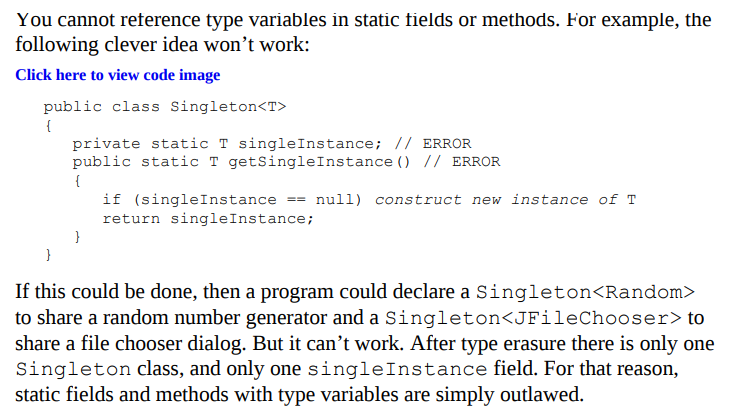 You cannot reference type variables in static fields or methods. For example, the
following clever idea won’t work:
Click here to view code image
public class Singleton<T>
{
private static T singleInstance; // ERROR
public static T getSingleInstance() // ERROR
{
if (singleInstance == null) construct new instance of T
return singleInstance;
}
}
If this could be done, then a program could declare a Singleton<Random>
to share a random number generator and a Singleton<JFileChooser> to
share a file chooser dialog. But it can’t work. After type erasure there is only one
Singleton class, and only one singleInstance field. For that reason,
static fields and methods with type variables are simply outlawed.